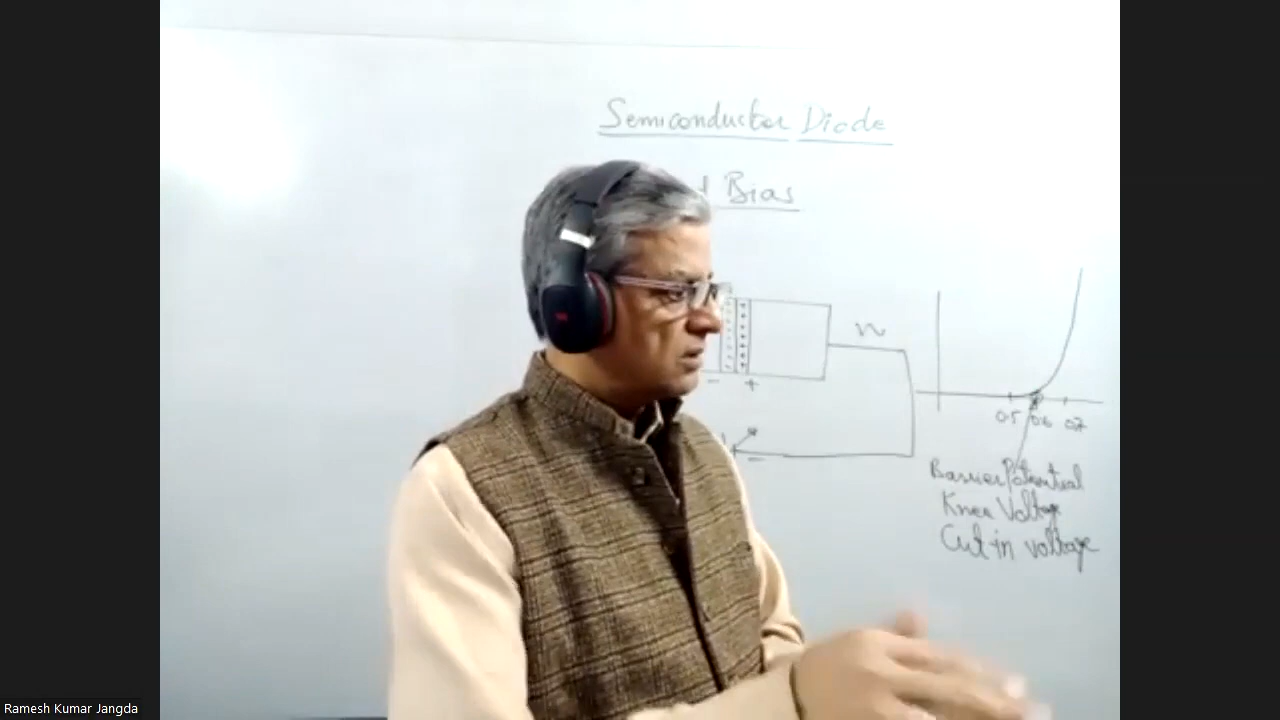 Semiconductor Diode
d Bias
N
- +
-
0.5 0.6 0.7
Barrier Potential
Knee Voltage
Cut in voltage
Ramesh Kumar Jangda